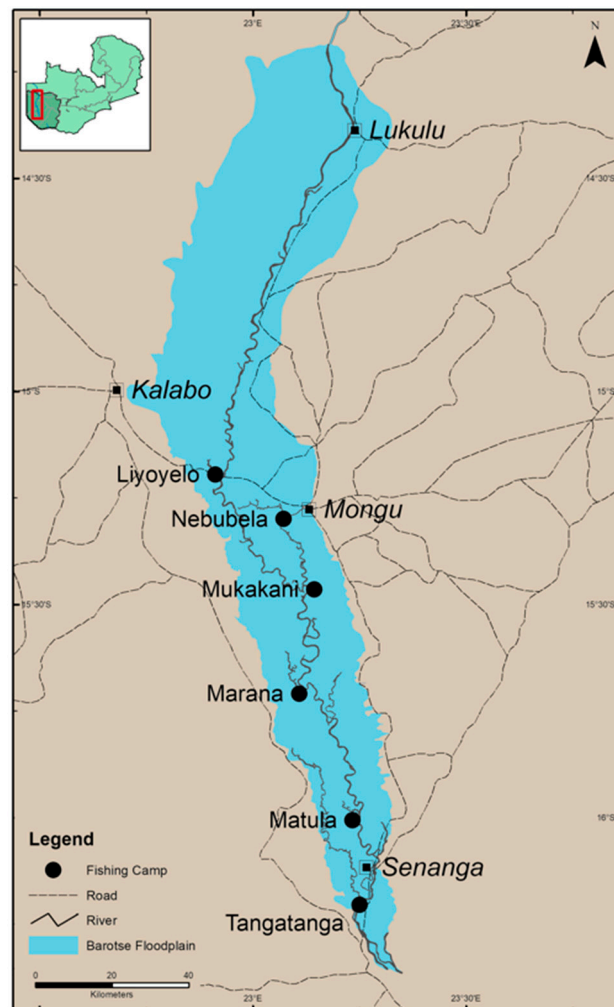 23°E
23°30'E
N
Lukulu
14°30'S
14°30'S
Kalabo
15°S
15°S
Liyoyelo
Mongu
Nebubela
Mukakani
15°30'S
15°30'S
Marana
Matula
16°S
Senanga
Tangatanga
Legend
Fishing Camp
Road
River
Barotse Floodplain
0
20
40
Kilometers
23°E
23°30'E